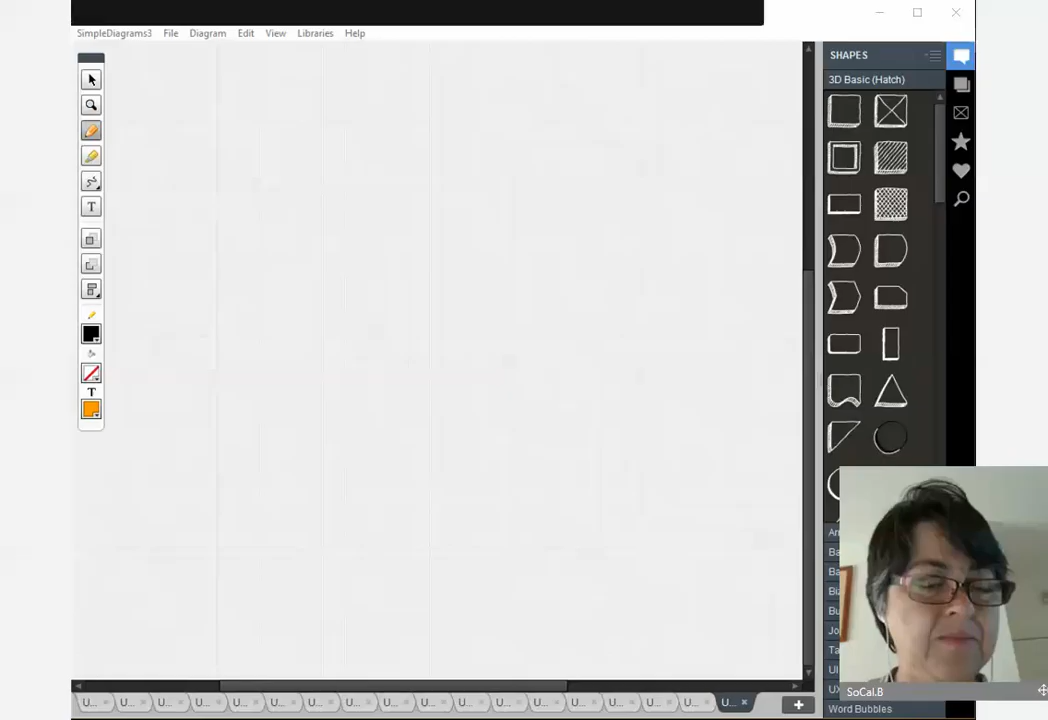 SimpleDiagrams3 File Diagram Edit View Libraries Help
SHAPES
3D Basic (Hatch)
T
T
SoCal.B
Word Bubbles
U... U... U... U... U... U... U... U... U... U... U... U... U... U... U... U... U... U...